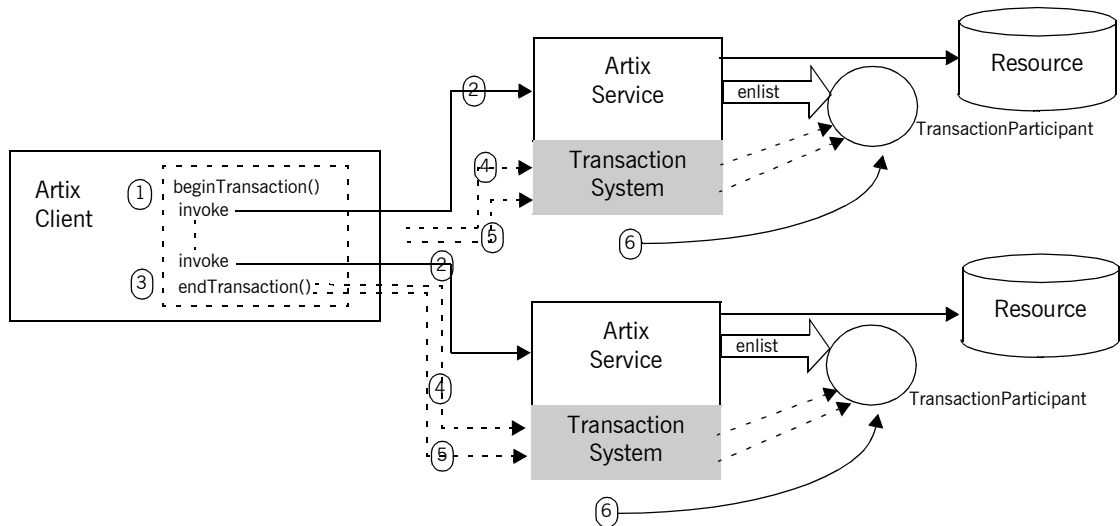 Artix
Client
1
beginTransaction()
invoke
invoke
3
endTransaction()
2
Artix
Service
enlist
Resource
TransactionParticipant
4
Transaction
System
5
6
2
Artix
Service
enlist
Resource
TransactionParticipant
4
Transaction
System
5
6